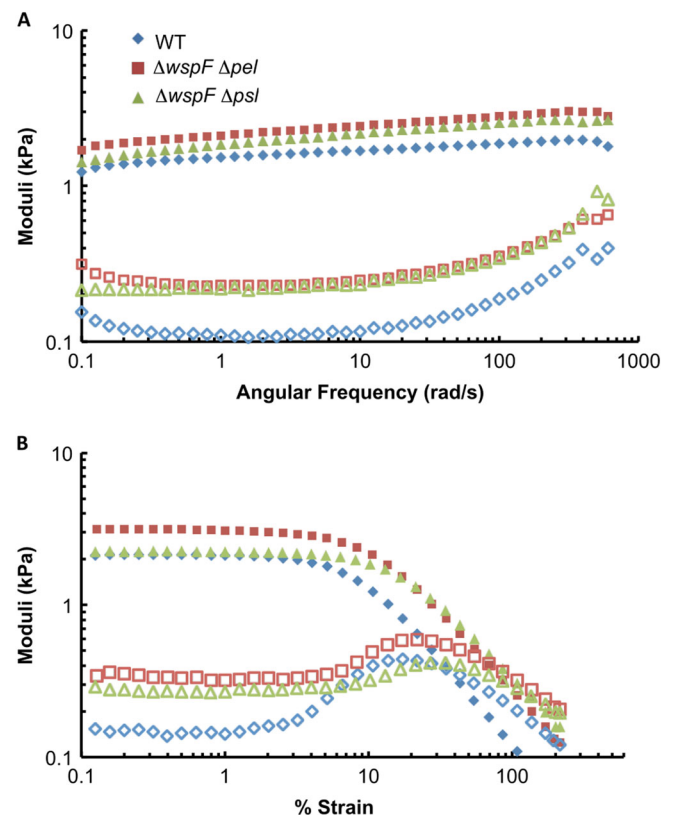 A
10
WT
ΔwspF Δpel
ΔwspF Δpsl
Moduli (kPa)
1
0.1
0.1 1 10 100 1000
Angular Frequency (rad/s)
B
10
Moduli (kPa)
1
0.1
0.1 1 10 100
% Strain